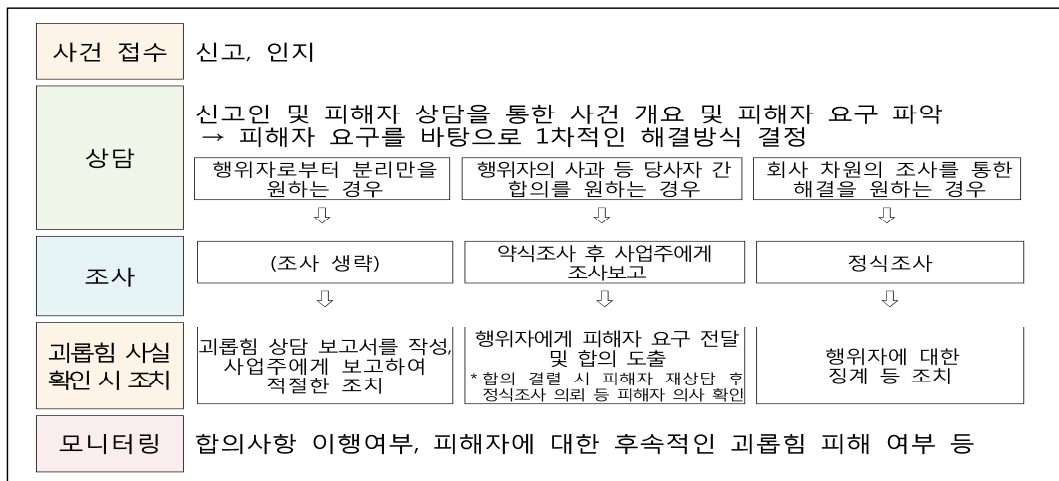 사건 접수
신고, 인지
상담
신고인 및 피해자 상담을 통한 사건 개요 및 피해자 요구 파악
→ 피해자 요구를 바탕으로 1차적인 해결방식 결정
행위자로부터 분리만을
원하는 경우
행위자의 사과 등 당사자 간
합의를 원하는 경우
회사 차원의 조사를 통한
해결을 원하는 경우
조사
(조사 생략)
약식조사 후 사업주에게
조사보고
정식조사
괴롭힘 사실
확인 시 조치
괴롭힘 상담 보고서를 작성,
사업주에게 보고하여
적절한 조치
행위자에게 피해자 요구 전달
및 합의 도출
* 합의 결렬 시 피해자 재상담 후
정식조사 의뢰 등 피해자 의사 확인
행위자에 대한
징계 등 조치
모니터링
합의사항 이행여부, 피해자에 대한 후속적인 괴롭힘 피해 여부 등